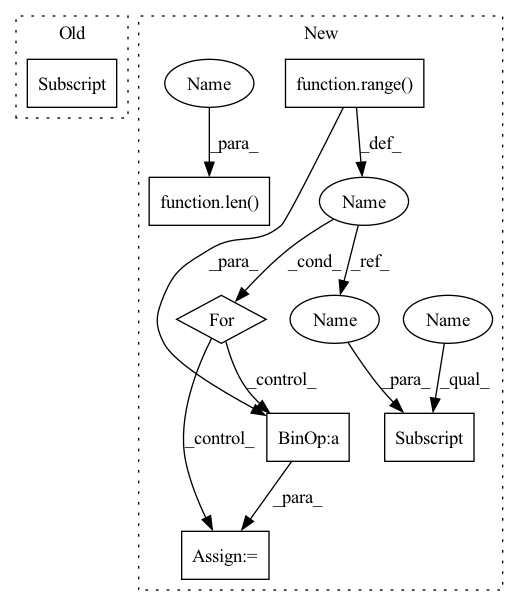 Old
New
Subscript
Name
function.range()
_para_
_def_
function.len()
Name
_para_
_cond_
_ref_
For
Name
Name
_control_
_para_
_qual_
_control_
BinOp:a
Subscript
_para_
Assign:=